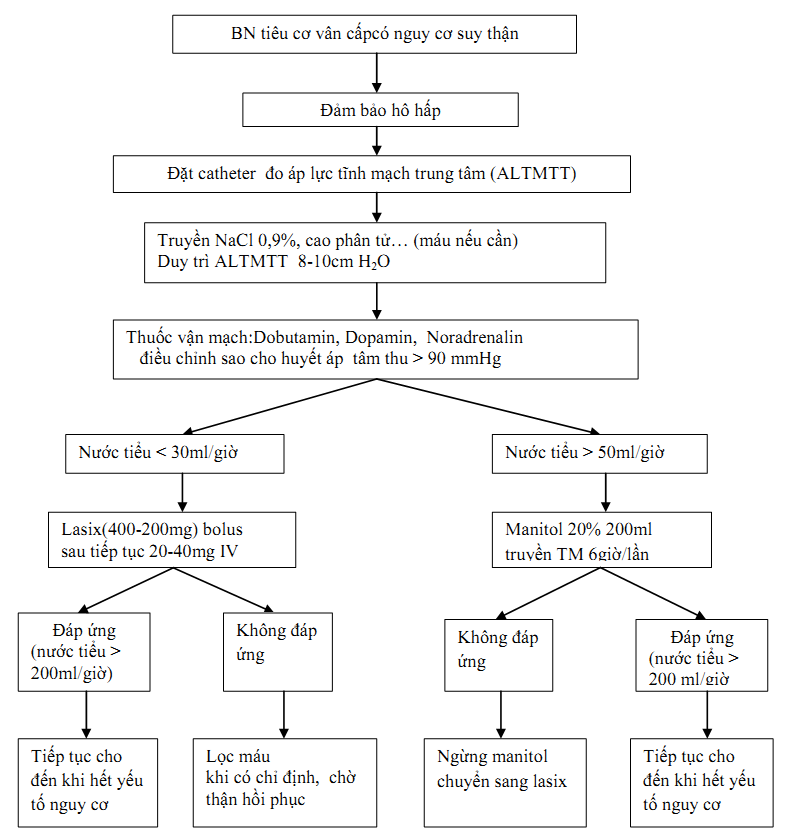 BN tiêu cơ vân cấpcó nguy cơ suy thận
Đảm bảo hô hấp
Đặt catheter đo áp lực tĩnh mạch trung tâm (ALTMTT)
Truyền NaCl 0,9%, cao phân tử… (máu nếu cần)
Duy trì ALTMTT 8-10cm H₂O
Thuốc vận mạch:Dobutamin, Dopamin, Noradrenalin
điều chỉnh sao cho huyết áp tâm thu > 90 mmHg
Nước tiểu < 30ml/giờ
Nước tiểu > 50ml/giờ
Lasix(400-200mg) bolus
sau tiếp tục 20-40mg IV
Manitol 20% 200ml
truyền TM 6giờ/lần
Đáp ứng
(nước tiểu >
200ml/giờ)
Không đáp
ứng
Không đáp
ứng
Đáp ứng
(nước tiểu >
200 ml/giờ
Tiếp tục cho
đến khi hết yếu
tố nguy cơ
Lọc máu
khi có chỉ định, chờ
thận hồi phục
Ngừng manitol
chuyển sang lasix
Tiếp tục cho
đến khi hết yếu
tố nguy cơ